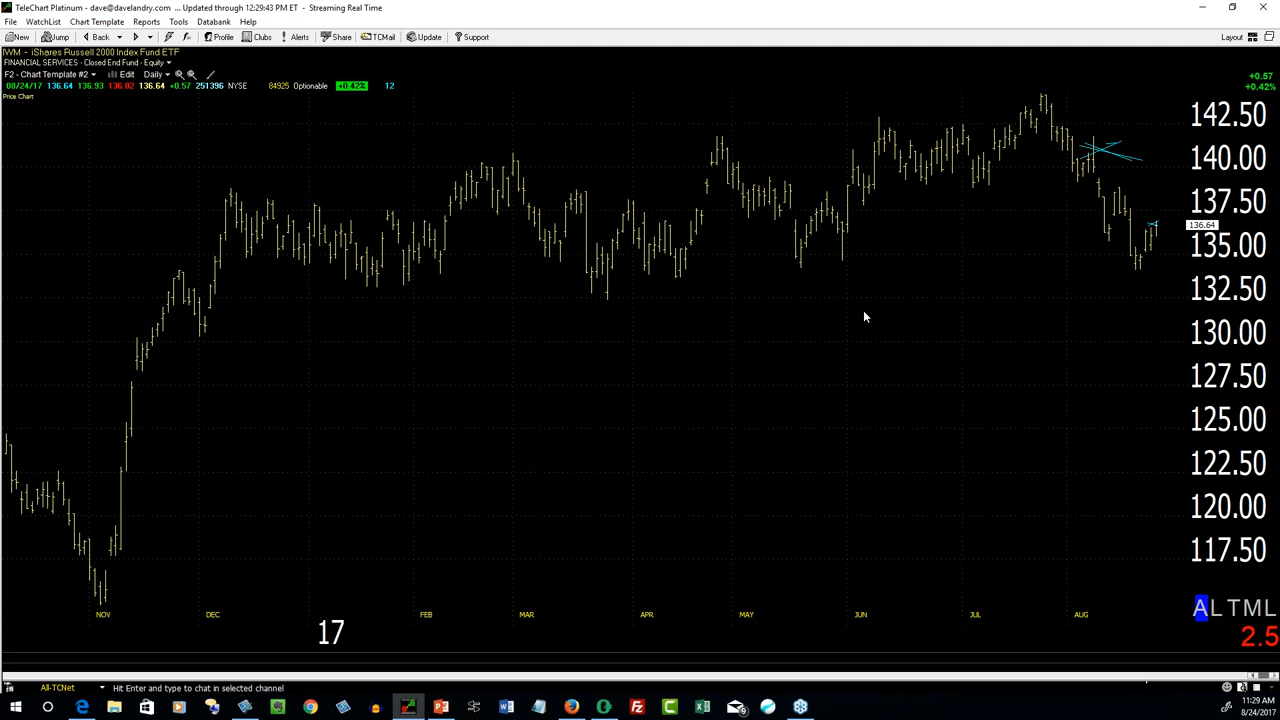 TeleChart Platinum - dave@davelandry.com ... Updated through 12:29:43 PM ET - Streaming Real Time
File WatchList Chart Template Reports Tools Databank Help
New Jump Back Profile Clubs Alerts Share TCMail Update Support Layout
IWM - iShares Russell 2000 Index Fund ETF
FINANCIAL SERVICES - Closed End Fund - Equity
F2 - Chart Template #2 Edit Daily
08/24/17 136.64 136.93 136.02 136.64 +0.57 251396 NYSE 84925 Optionable +0.42% 12
+0.57
+0.42%
Price Chart
142.50
140.00
137.50
136.64
135.00
132.50
130.00
127.50
125.00
122.50
120.00
117.50
NOV DEC FEB MAR APR MAY JUN JUL AUG
17
ALTML
2.5
All-TCNet Hit Enter and type to chat in selected channel
11:29 AM
8/24/2017